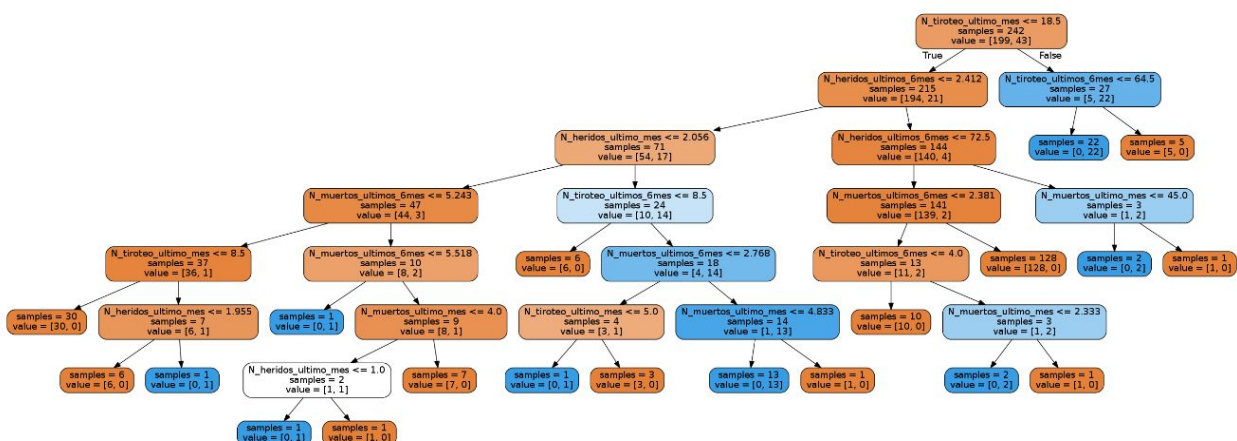 N_tiroteo_ultimo_mes <= 18.5
samples = 242
value = [199, 43]
True
False
N_heridos_ultimos_6mes <= 2.412
samples = 215
value = [194, 21]
N_tiroteo_ultimos_6mes <= 64.5
samples = 27
value = [5, 22]
N_heridos_ultimo_mes <= 2.056
samples = 71
value = [54, 17]
N_heridos_ultimos_6mes <= 72.5
samples = 144
value = [140, 4]
samples = 22
value = [0, 22]
samples = 5
value = [5, 0]
N_muertos_ultimos_6mes <= 5.243
samples = 47
value = [44, 3]
N_tiroteo_ultimos_6mes <= 8.5
samples = 24
value = [10, 14]
N_muertos_ultimos_6mes <= 2.381
samples = 141
value = [139, 2]
N_muertos_ultimos_6mes <= 45.0
samples = 3
value = [1, 2]
N_tiroteo_ultimo_mes <= 8.5
samples = 37
value = [36, 1]
N_muertos_ultimos_6mes <= 5.518
samples = 10
value = [8, 2]
samples = 6
value = [6, 0]
N_muertos_ultimos_6mes <= 2.768
samples = 18
value = [4, 14]
N_tiroteo_ultimos_6mes <= 4.0
samples = 13
value = [11, 2]
samples = 128
value = [128, 0]
samples = 2
value = [0, 2]
samples = 1
value = [1, 0]
samples = 30
value = [30, 0]
N_heridos_ultimo_mes <= 1.955
samples = 7
value = [6, 1]
samples = 1
value = [0, 1]
N_muertos_ultimo_mes <= 4.0
samples = 9
value = [8, 1]
N_tiroteo_ultimo_mes <= 5.0
samples = 4
value = [3, 1]
N_muertos_ultimo_mes <= 4.833
samples = 14
value = [1, 13]
samples = 10
value = [10, 0]
N_muertos_ultimo_mes <= 2.333
samples = 3
value = [1, 2]
samples = 6
value = [6, 0]
samples = 1
value = [0, 1]
N_heridos_ultimo_mes <= 1.0
samples = 2
value = [1, 1]
samples = 7
value = [7, 0]
samples = 1
value = [0, 1]
samples = 3
value = [3, 0]
samples = 13
value = [0, 13]
samples = 1
value = [1, 0]
samples = 2
value = [0, 2]
samples = 1
value = [1, 0]
samples = 1
value = [0, 1]
samples = 1
value = [1, 0]